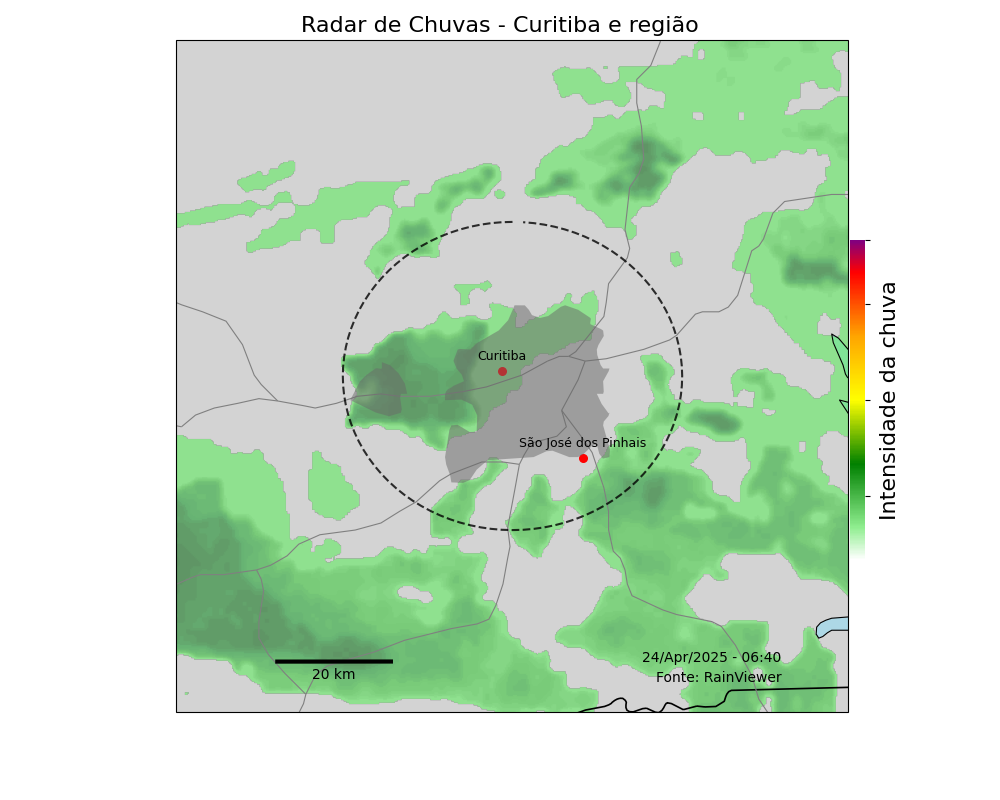 Radar de Chuvas - Curitiba e região
Curitiba
São José dos Pinhais
Intensidade da chuva
24/Apr/2025 - 06:40
Fonte: RainViewer
20 km